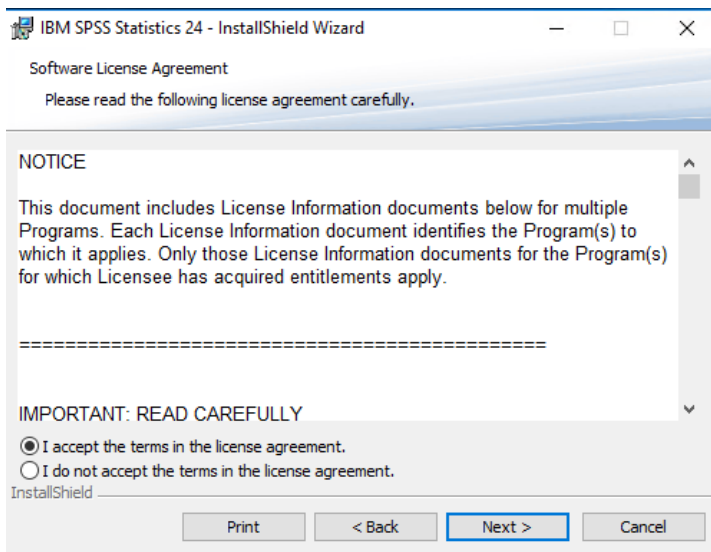 IBM SPSS Statistics 24 - InstallShield Wizard
Software License Agreement
Please read the following license agreement carefully.
NOTICE
This document includes License Information documents below for multiple
Programs. Each License Information document identifies the Program(s) to
which it applies. Only those License Information documents for the Program(s)
for which Licensee has acquired entitlements apply.
==============================================
IMPORTANT: READ CAREFULLY
I accept the terms in the license agreement.
I do not accept the terms in the license agreement.
InstallShield
Print
< Back
Next >
Cancel